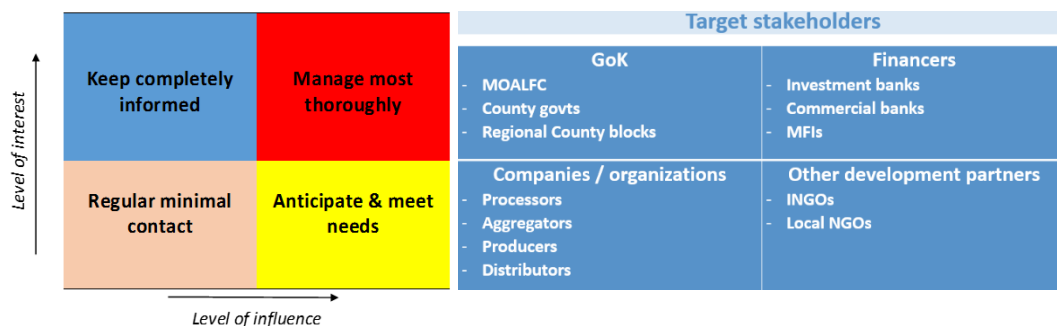 Level of interest
Keep completely
informed
Manage most
thoroughly
Regular minimal
contact
Anticipate & meet
needs
Level of influence
Target stakeholders
GoK
- MOALFC
- County govts
- Regional County blocks
Financers
- Investment banks
- Commercial banks
- MFIs
Companies / organizations
- Processors
- Aggregators
- Producers
- Distributors
Other development partners
- INGOs
- Local NGOs